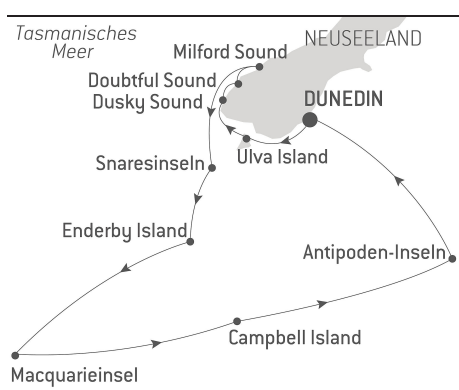 Tasmanisches
Meer
NEUSEELAND
Milford Sound
Doubtful Sound
Dusky Sound
DUNEDIN
Ulva Island
Snaresinseln
Enderby Island
Antipoden-Inseln
Campbell Island
Macquarieinsel